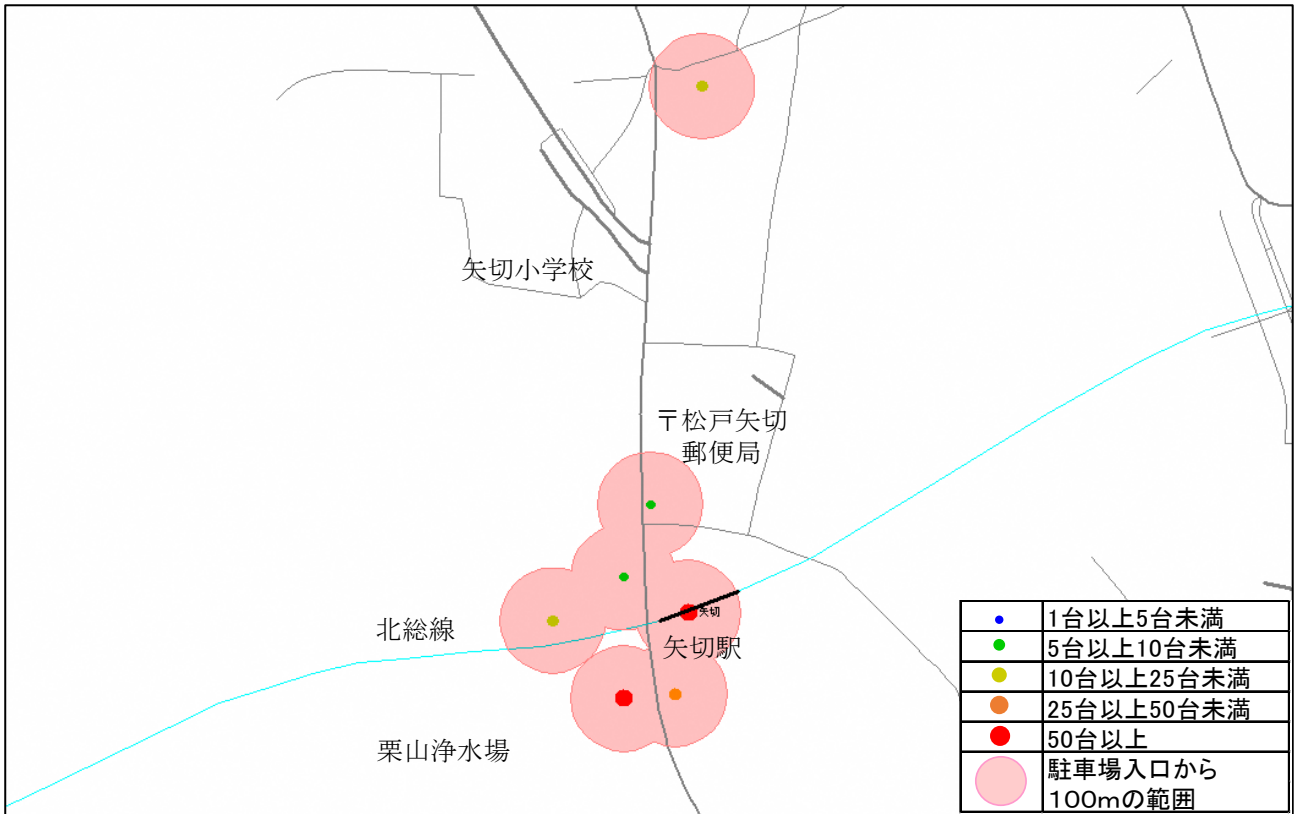 矢切小学校
〒松戸矢切
郵便局
北総線
矢切
矢切駅
栗山浄水場
1台以上5台未満
5台以上10台未満
10台以上25台未満
25台以上50台未満
50台以上
駐車場入口から
100mの範囲